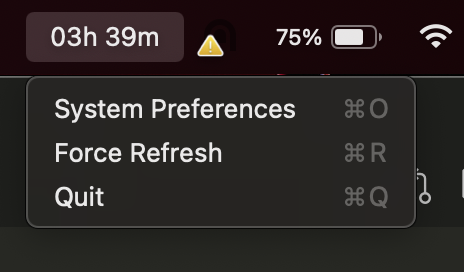 03h 39m 75%
System Preferences ⌘O
Force Refresh ⌘R
Quit ⌘Q